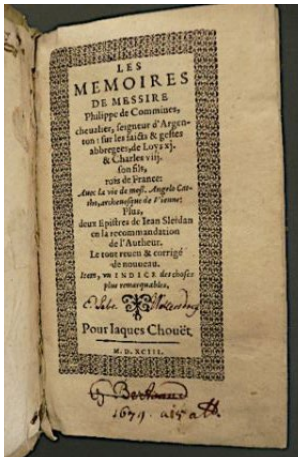 LES
MEMOIRES
DE MESSIRE
Philippe de Commines,
cheualier, seigneur d'Argen-
ton: sur les faicts & gestes
abbregees, de Loys xj.
& Charles viij.
son fils,
rois de France:
Auec la vie de mess. Angelo Cat-
tho, archeuesque de Vienne:
Plus,
deux Epistres de Iean Sleidan
en la recommandation
de l'Autheur.
Le tout reueu & corrigé
de nouueau.
Item, vn INDICE des choses
plus remarquables,
Pour Iaques Chouët.
M. D. XCIII.
Bertrand
1679.